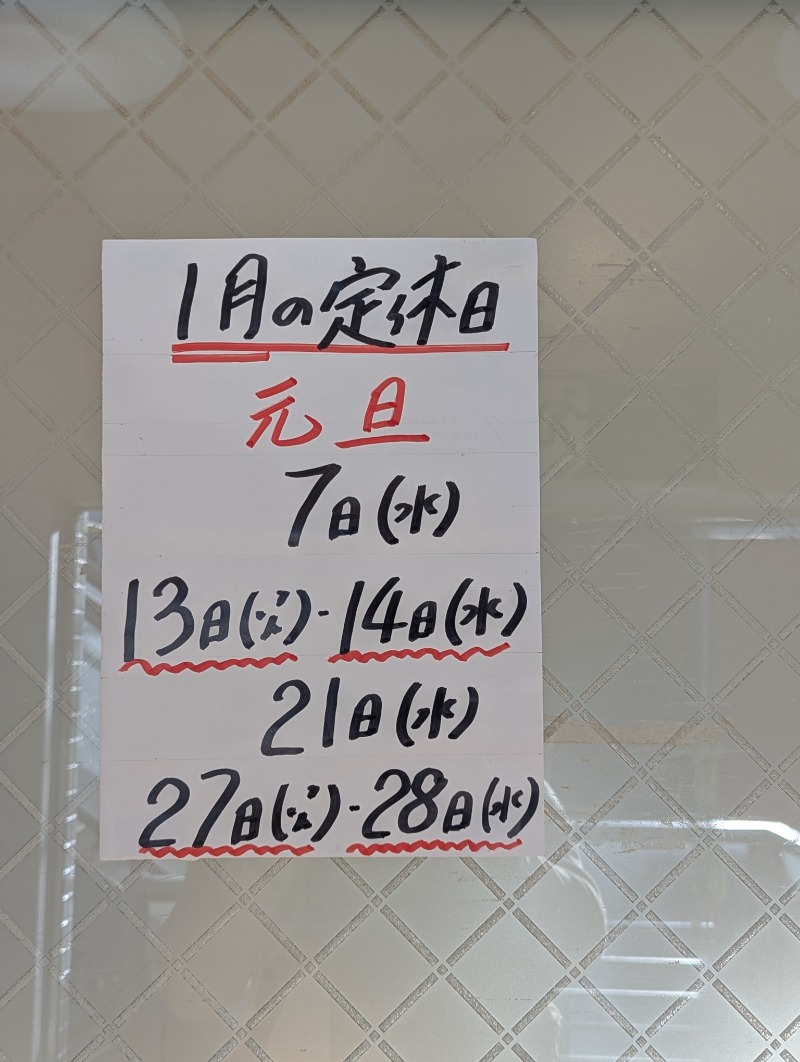 1月の定休日
元旦
7日(水)
13日(火)・14日(水)
21日(水)
27日(火)・28日(水)